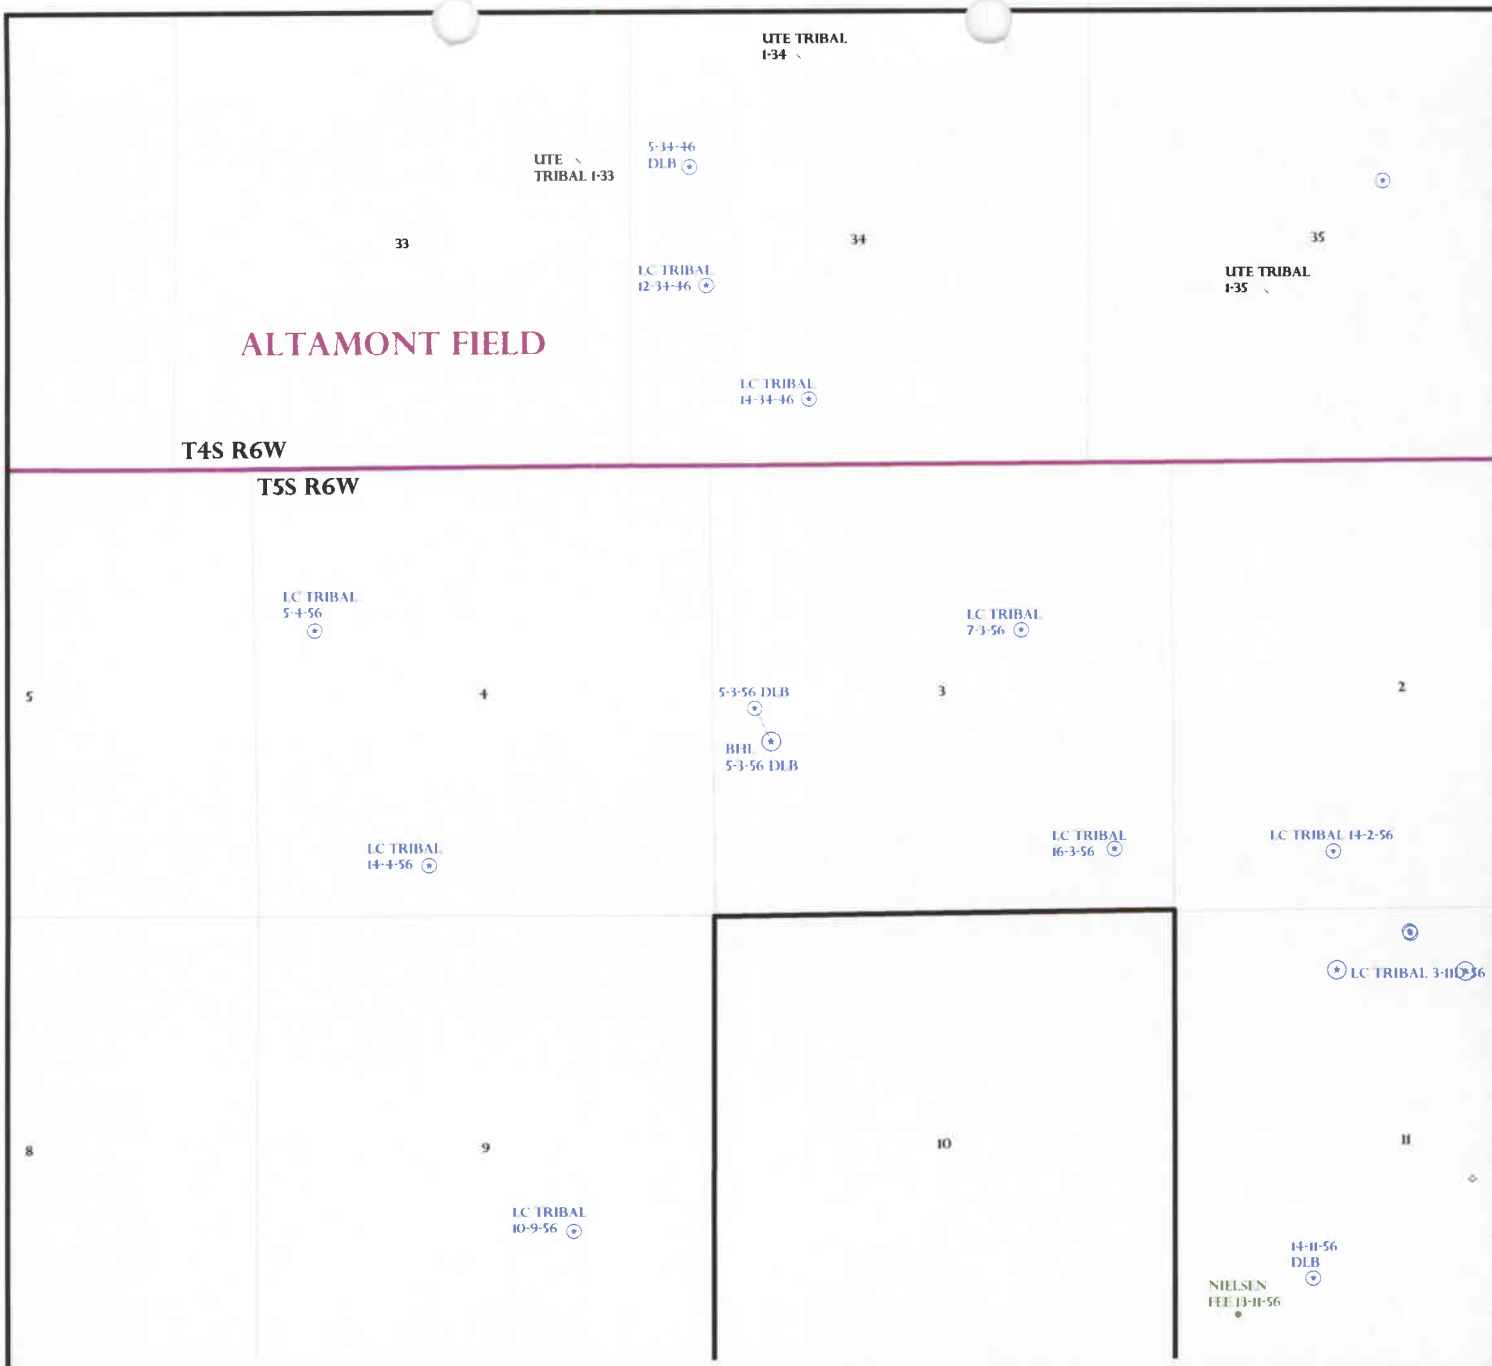 UTE TRIBAL
1-34
5-34-46
DLB
UTE
TRIBAL 1-33
33
34
35
LC TRIBAL
12-34-46
UTE TRIBAL
1-35
ALTAMONT FIELD
LC TRIBAL
14-34-46
T4S R6W
T5S R6W
LC TRIBAL
5-4-56
LC TRIBAL
7-3-56
5
4
5-3-56 DLB
3
2
BHL
5-3-56 DLB
LC TRIBAL
14-4-56
LC TRIBAL
16-3-56
LC TRIBAL 14-2-56
LC TRIBAL 3-11D-56
8
9
10
11
LC TRIBAL
10-9-56
14-11-56
DLB
NIELSEN
FEE 13-11-56